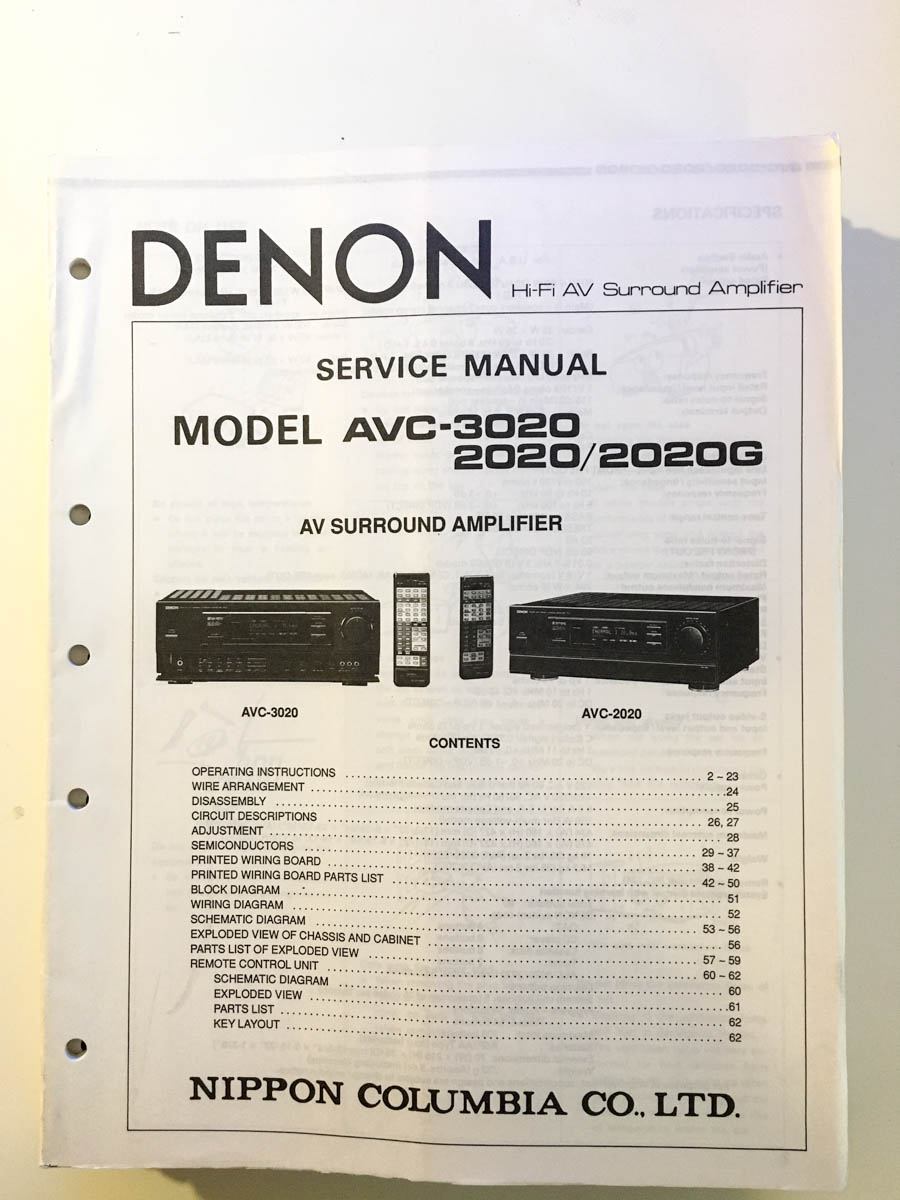 DENON Hi-Fi AV Surround Amplifier
SERVICE MANUAL
MODEL AVC-3020
2020/2020G
AV SURROUND AMPLIFIER
AVC-3020 AVC-2020
CONTENTS
OPERATING INSTRUCTIONS 2 ~ 23
WIRE ARRANGEMENT 24
DISASSEMBLY 25
CIRCUIT DESCRIPTIONS 26, 27
ADJUSTMENT 28
SEMICONDUCTORS 29 ~ 37
PRINTED WIRING BOARD 38 ~ 42
PRINTED WIRING BOARD PARTS LIST 42 ~ 50
BLOCK DIAGRAM 51
WIRING DIAGRAM 52
SCHEMATIC DIAGRAM 53 ~ 56
EXPLODED VIEW OF CHASSIS AND CABINET 56
PARTS LIST OF EXPLODED VIEW 57 ~ 59
REMOTE CONTROL UNIT 60 ~ 62
SCHEMATIC DIAGRAM 60
EXPLODED VIEW 61
PARTS LIST 62
KEY LAYOUT 62
NIPPON COLUMBIA CO., LTD.